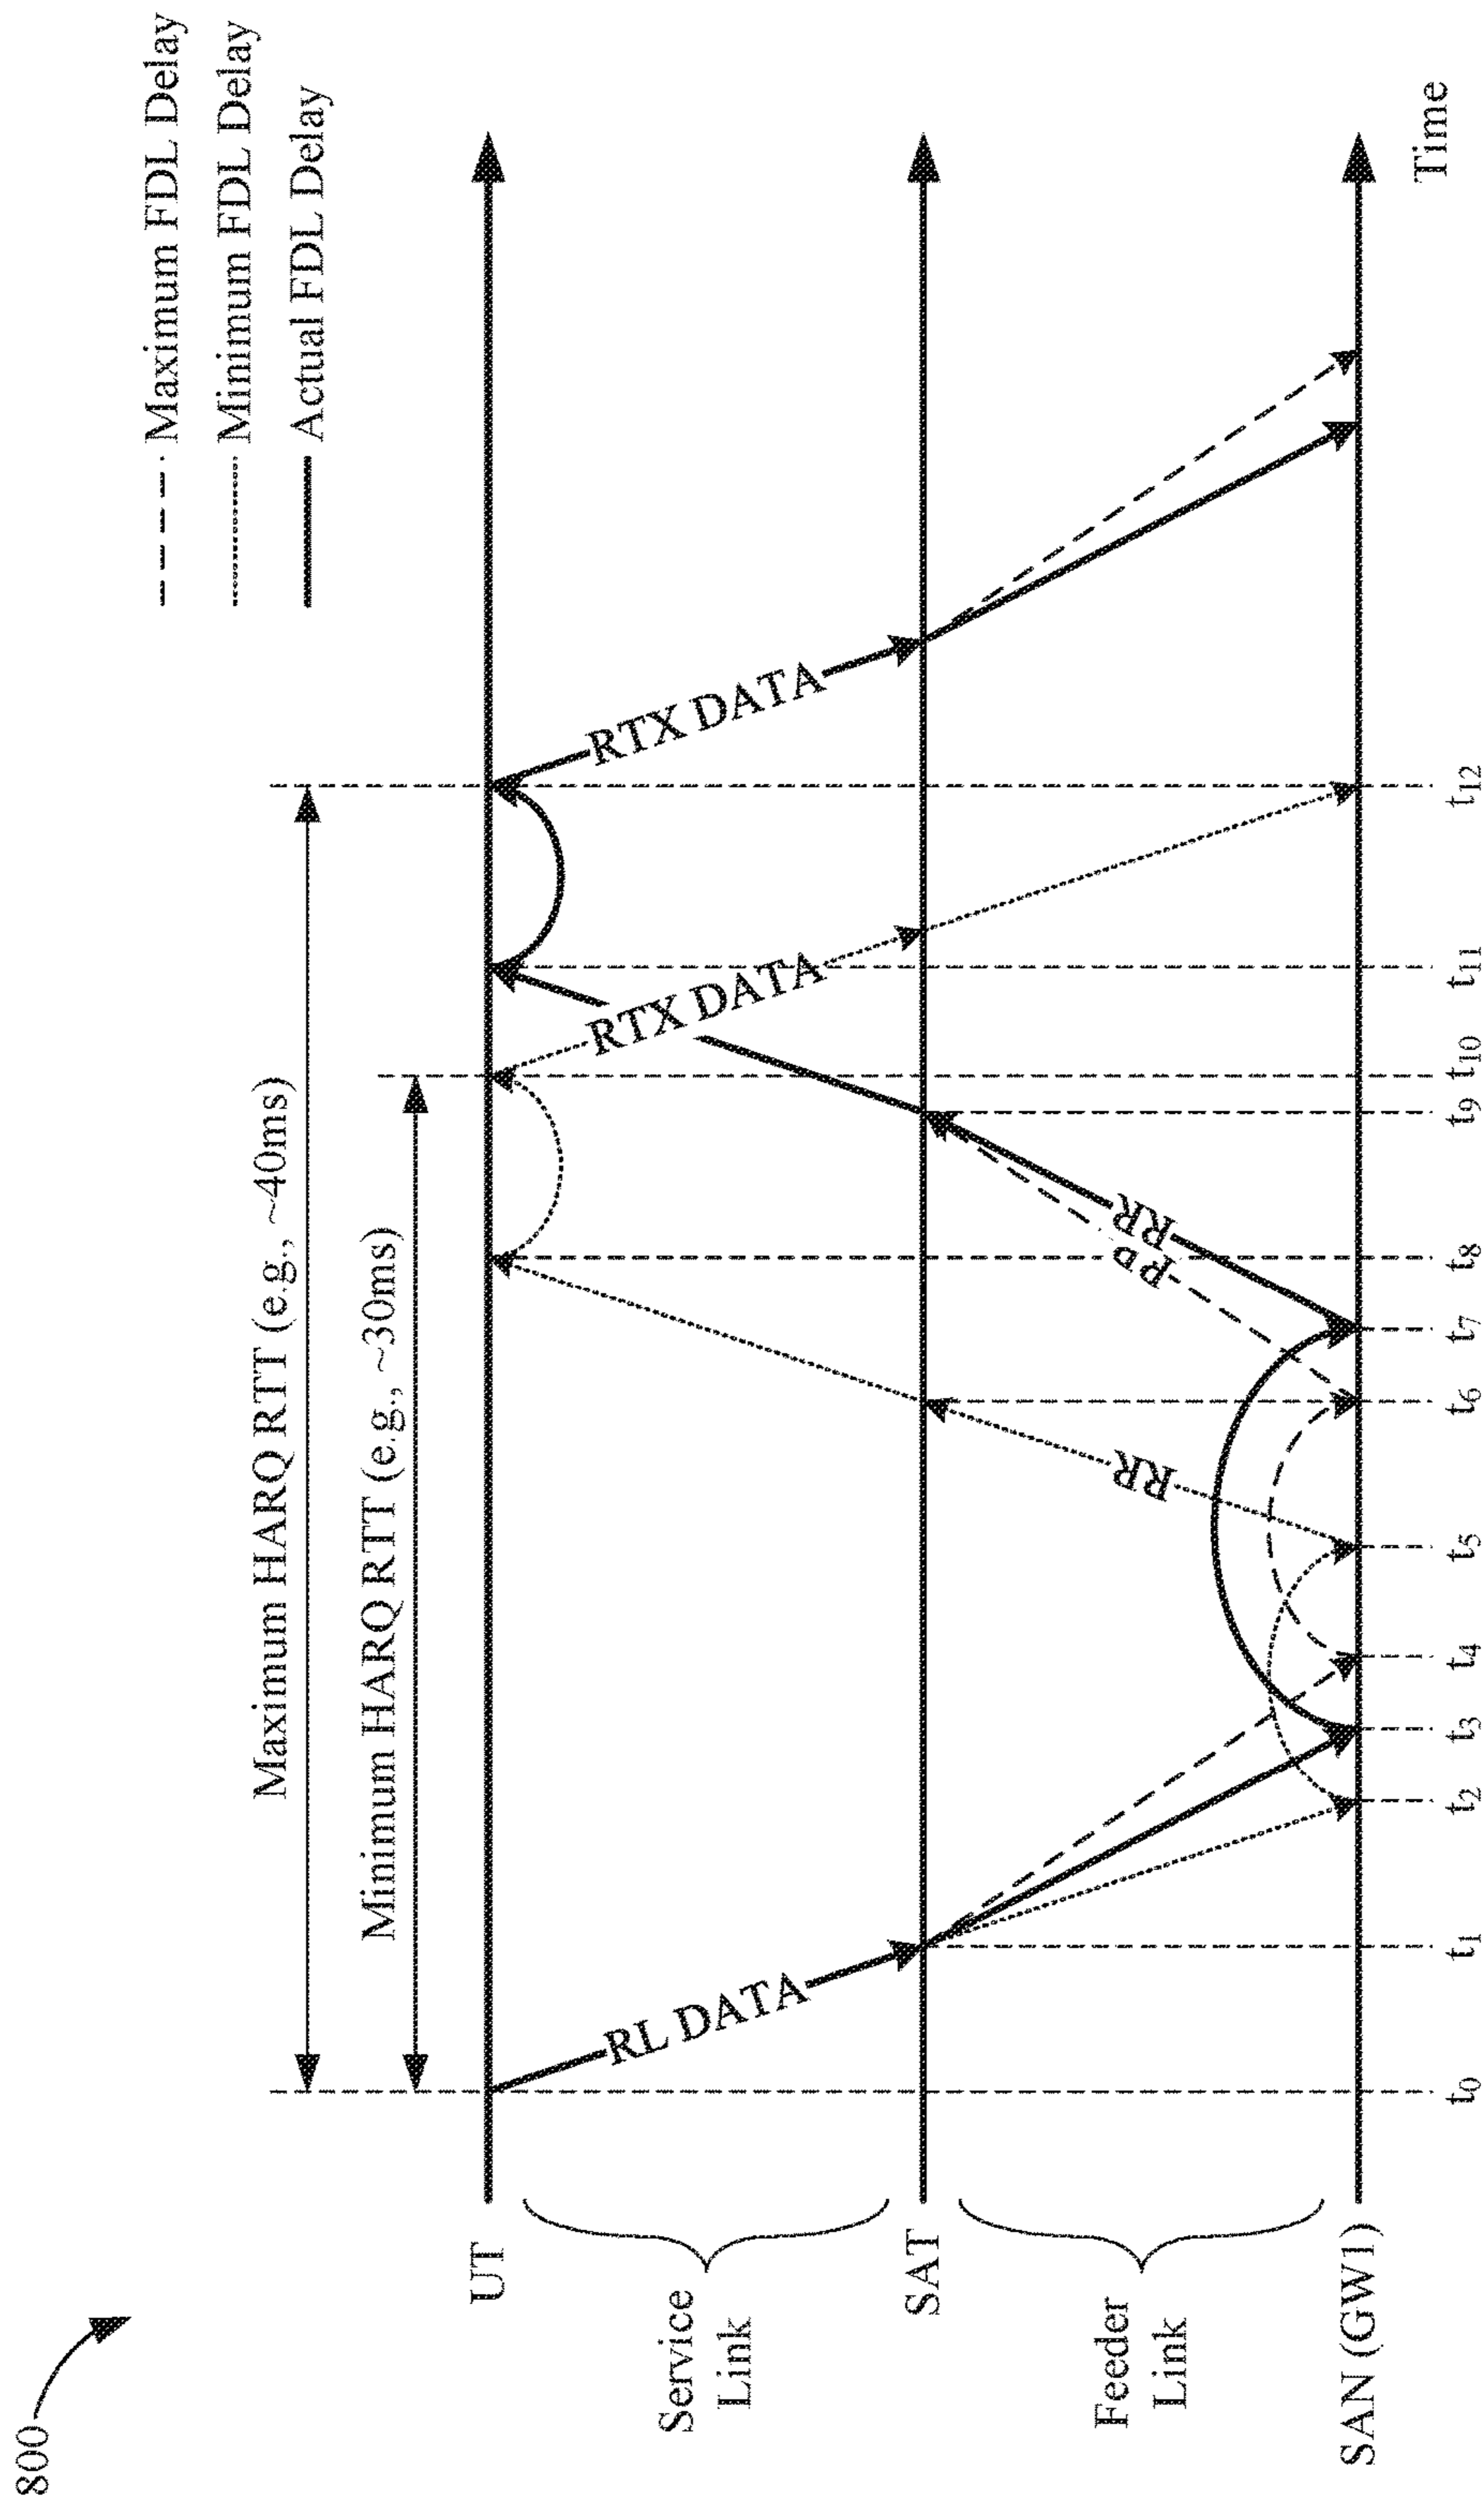 800
Maximum FDL Delay
Minimum FDL Delay
Actual FDL Delay
Maximum HARQ RTT (e.g., ~40ms)
Minimum HARQ RTT (e.g., ~30ms)
UT
Service
Link
RL DATA
RTX DATA
RTX DATA
SAT
Feeder
Link
RR
RR
RR
SAN (GW1)
t0 t1 t2 t3 t4 t5 t6 t7 t8 t9 t10 t11 t12
Time